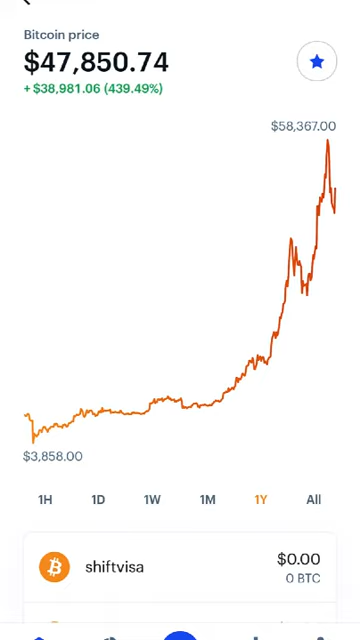 Bitcoin price
$47,850.74
+$38,981.06 (439.49%)
$58,367.00
$3,858.00
1H 1D 1W 1M 1Y All
shiftvisa $0.00
0 BTC